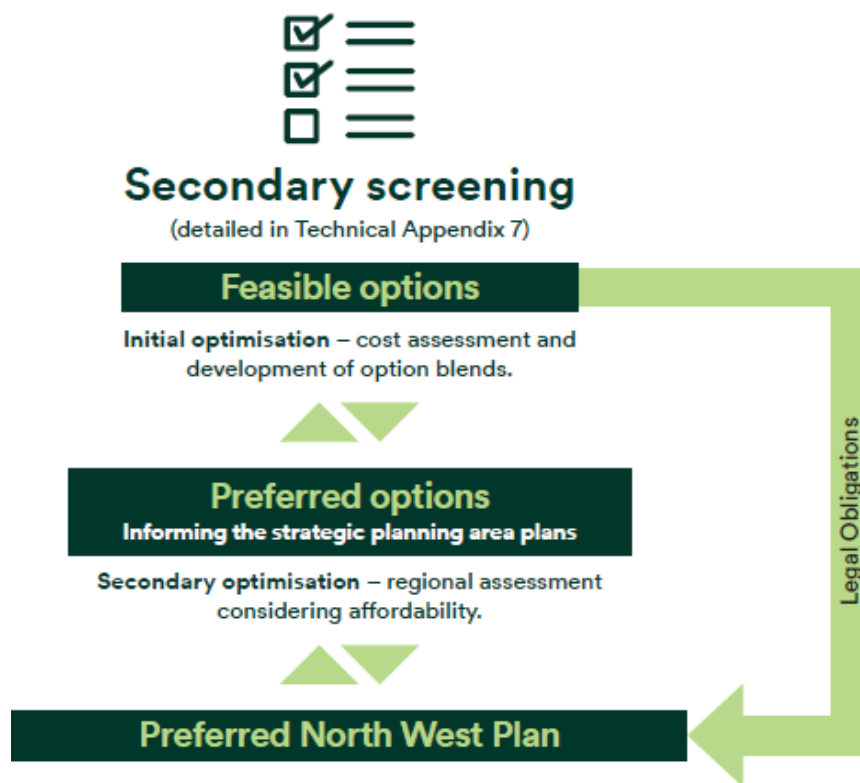 Secondary screening
(detailed in Technical Appendix 7)
Feasible options
Initial optimisation – cost assessment and
development of option blends.
Preferred options
Informing the strategic planning area plans
Secondary optimisation – regional assessment
considering affordability.
Preferred North West Plan
Legal Obligations